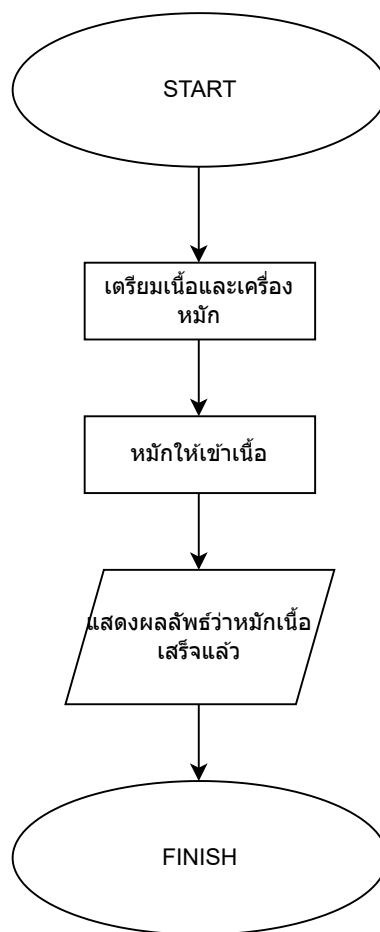 START
เตรียมเนื้อและเครื่อง
หมัก
หมักให้เข้าเนื้อ
แสดงผลลัพธ์ว่าหมักเนื้อ
เสร็จแล้ว
FINISH